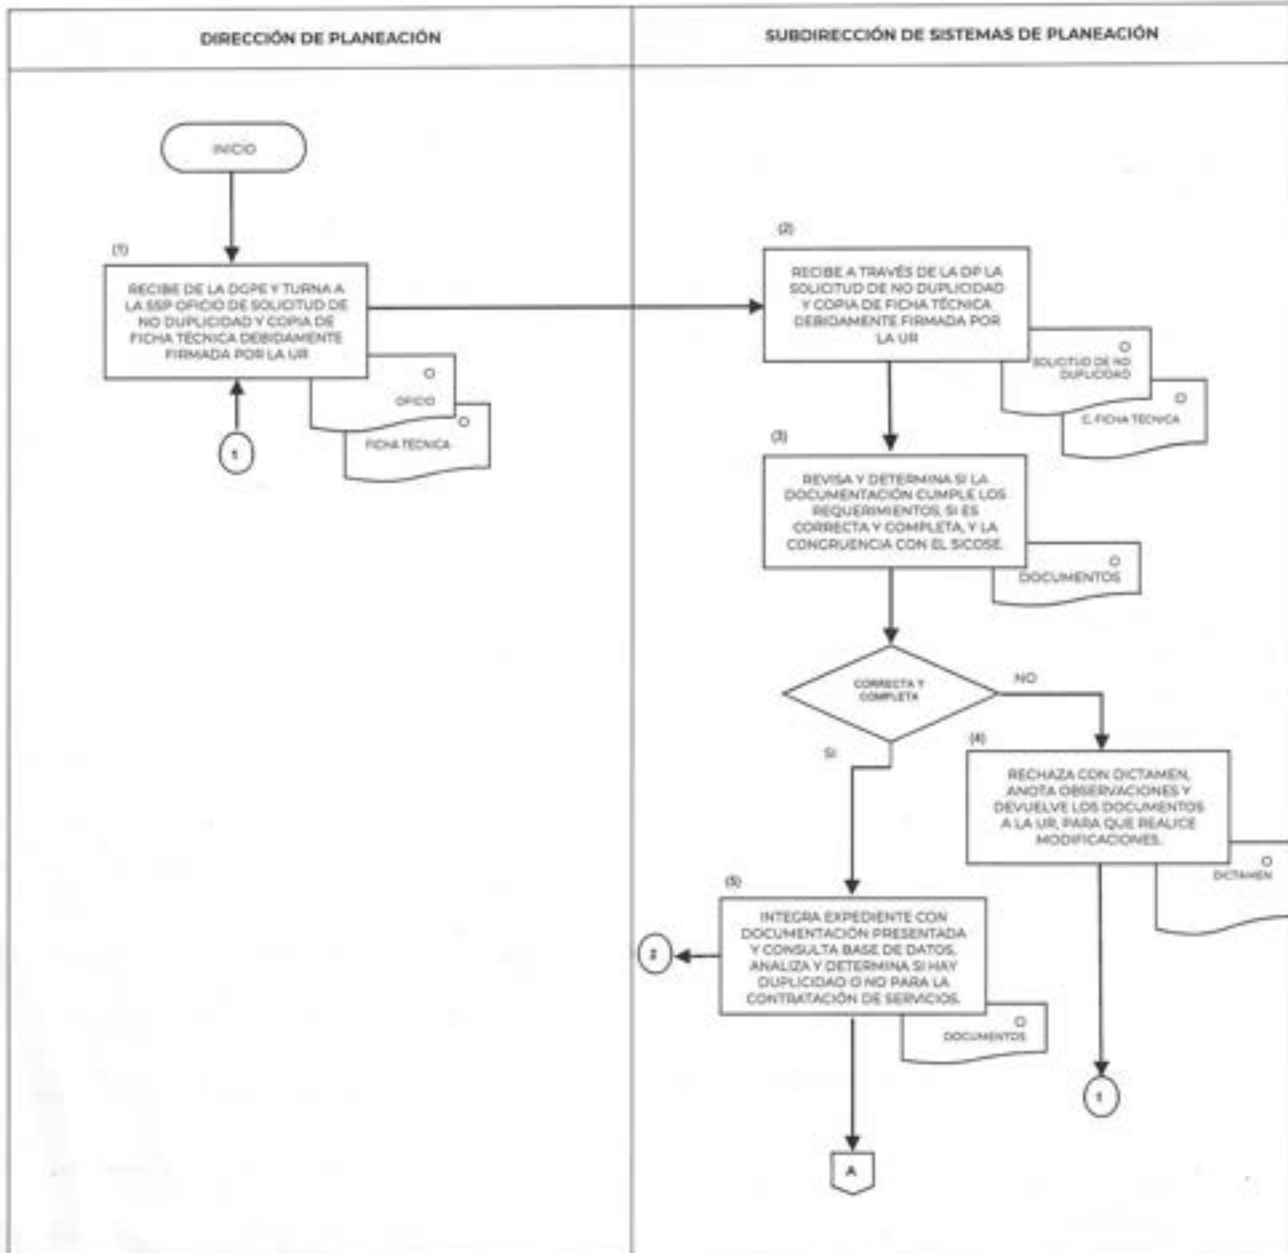 DIRECCIÓN DE PLANEACIÓN
SUBDIRECCIÓN DE SISTEMAS DE PLANEACIÓN
INICIO
(1)
RECIBE DE LA DGPE Y TURNA A
LA SSP OFICIO DE SOLICITUD DE
NO DUPLICIDAD Y COPIA DE
FICHA TÉCNICA DEBIDAMENTE
FIRMADA POR LA UR
O
OFICIO
O
FICHA TÉCNICA
1
(2)
RECIBE A TRAVÉS DE LA DP LA
SOLICITUD DE NO DUPLICIDAD
Y COPIA DE FICHA TÉCNICA
DEBIDAMENTE FIRMADA POR
LA UR
O
SOLICITUD DE NO
DUPLICIDAD
O
C. FICHA TÉCNICA
(3)
REVISA Y DETERMINA SI LA
DOCUMENTACIÓN CUMPLE LOS
REQUERIMIENTOS, SI ES
CORRECTA Y COMPLETA, Y LA
CONGRUENCIA CON EL SICOSE.
O
DOCUMENTOS
CORRECTA Y
COMPLETA
NO
SI
(4)
RECHAZA CON DICTAMEN,
ANOTA OBSERVACIONES Y
DEVUELVE LOS DOCUMENTOS
A LA UR, PARA QUE REALICE
MODIFICACIONES.
O
DICTAMEN
(5)
INTEGRA EXPEDIENTE CON
DOCUMENTACIÓN PRESENTADA
Y CONSULTA BASE DE DATOS,
ANALIZA Y DETERMINA SI HAY
DUPLICIDAD O NO PARA LA
CONTRATACIÓN DE SERVICIOS.
O
DOCUMENTOS
2
1
A